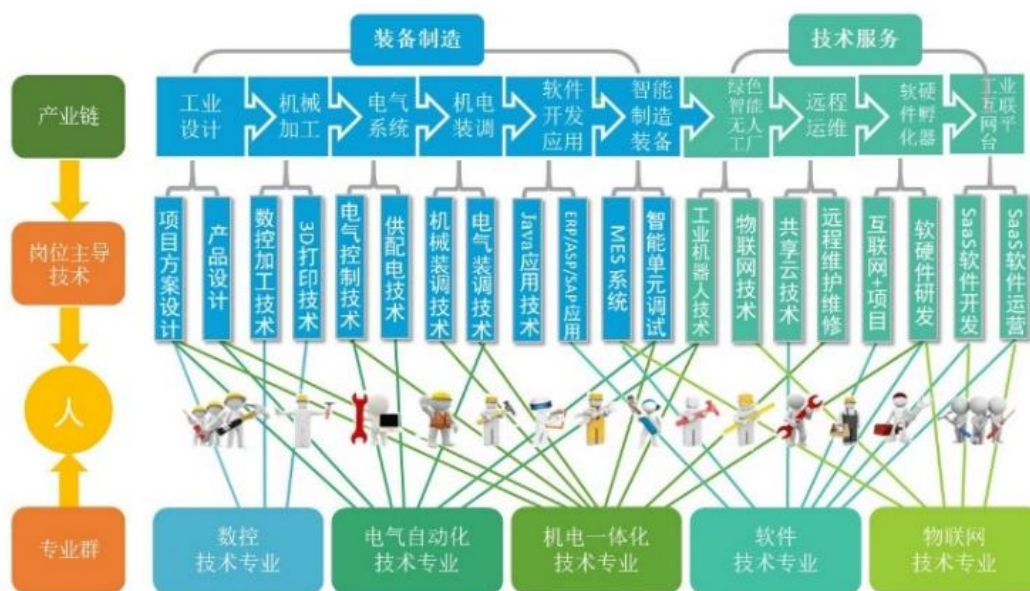 装备制造
技术服务
产业链
工业
设计
机械
加工
电气
系统
机电
装调
软件
开发
应用
智能
制造
装备
绿色
智能
无人
工厂
远程
运维
软硬
件孵
化器
工业
互联
网平
台
岗位主导
技术
项目方案设计
产品设计
数控加工技术
3D打印技术
电气控制技术
供配电技术
机械装调技术
电气装调技术
Java应用技术
ERP/ASP/SAP应用
MES 系统
智能单元调试
工业机器人技术
物联网技术
共享云技术
远程维护维修
互联网+项目
软硬件研发
SaaS软件开发
SaaS软件运营
人
专业群
数控
技术专业
电气自动化
技术专业
机电一体化
技术专业
软件
技术专业
物联网
技术专业